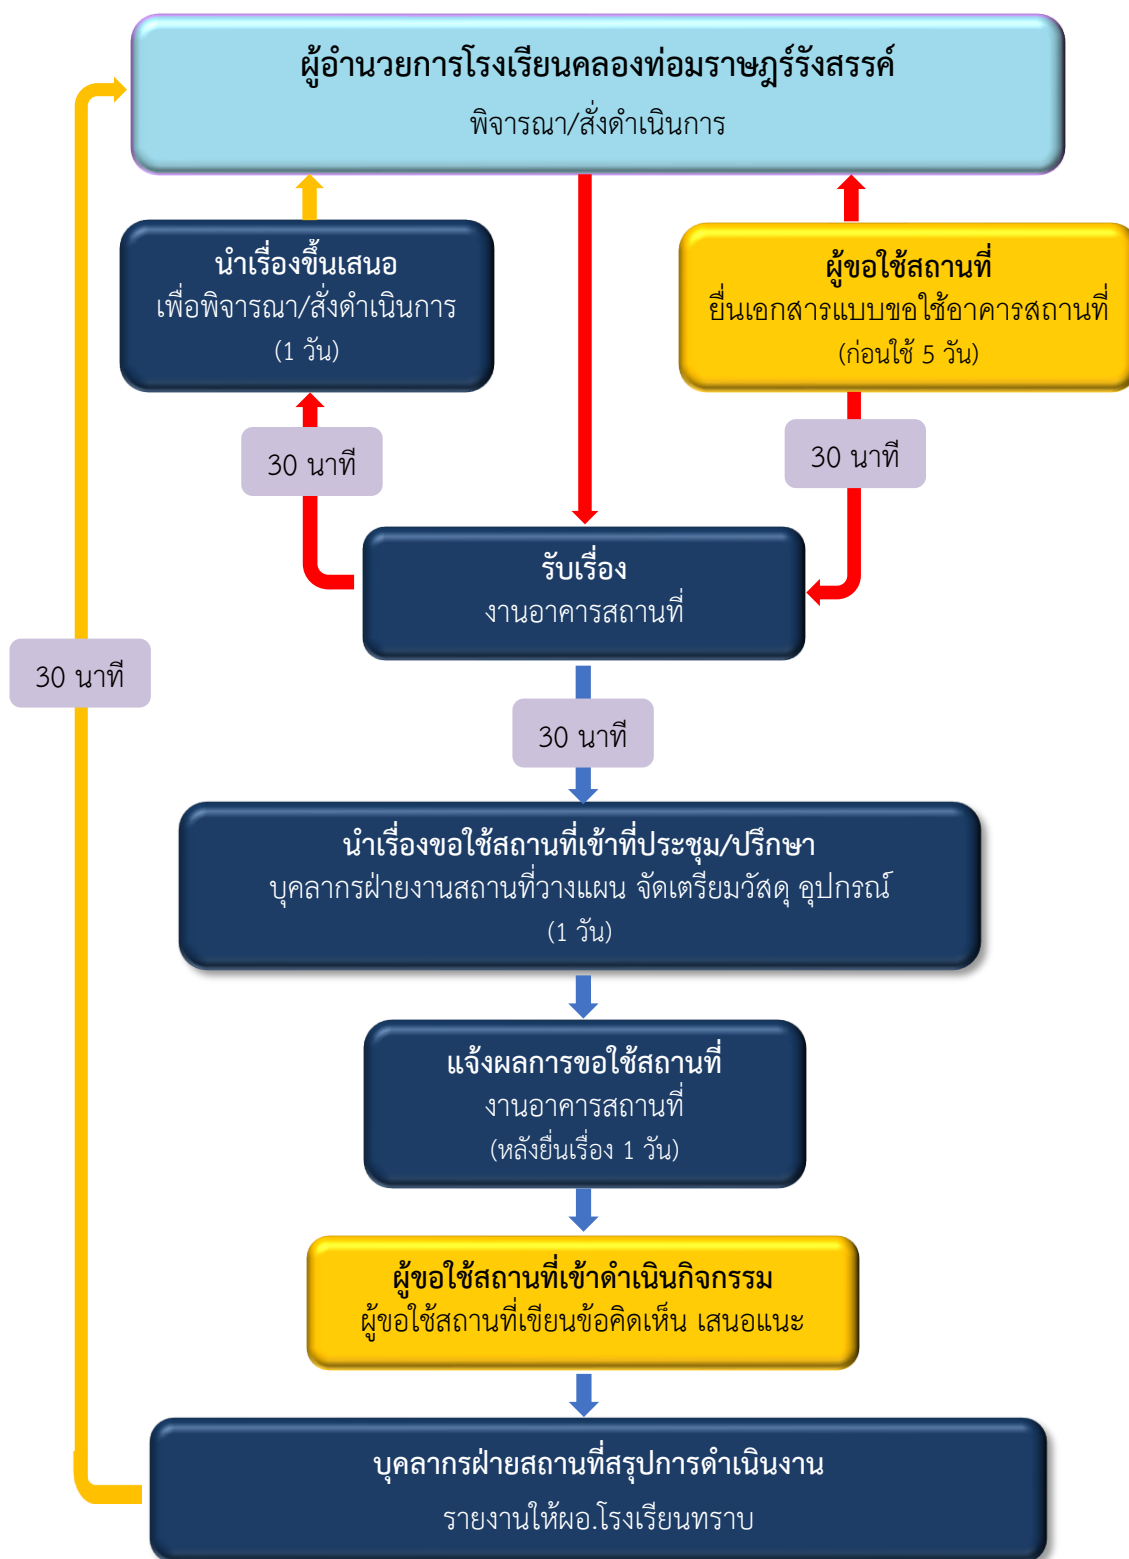 ผู้อำนวยการโรงเรียนคลองท่อมราษฎร์รังสรรค์
พิจารณา/สั่งดำเนินการ
นำเรื่องขึ้นเสนอ
เพื่อพิจารณา/สั่งดำเนินการ
(1 วัน)
ผู้ขอใช้สถานที่
ยื่นเอกสารแบบขอใช้อาคารสถานที่
(ก่อนใช้ 5 วัน)
30 นาที
30 นาที
รับเรื่อง
งานอาคารสถานที่
30 นาที
30 นาที
นำเรื่องขอใช้สถานที่เข้าที่ประชุม/ปรึกษา
บุคลากรฝ่ายงานสถานที่วางแผน จัดเตรียมวัสดุ อุปกรณ์
(1 วัน)
แจ้งผลการขอใช้สถานที่
งานอาคารสถานที่
(หลังยื่นเรื่อง 1 วัน)
ผู้ขอใช้สถานที่เข้าดำเนินกิจกรรม
ผู้ขอใช้สถานที่เขียนข้อคิดเห็น เสนอแนะ
บุคลากรฝ่ายสถานที่สรุปการดำเนินงาน
รายงานให้ผอ.โรงเรียนทราบ